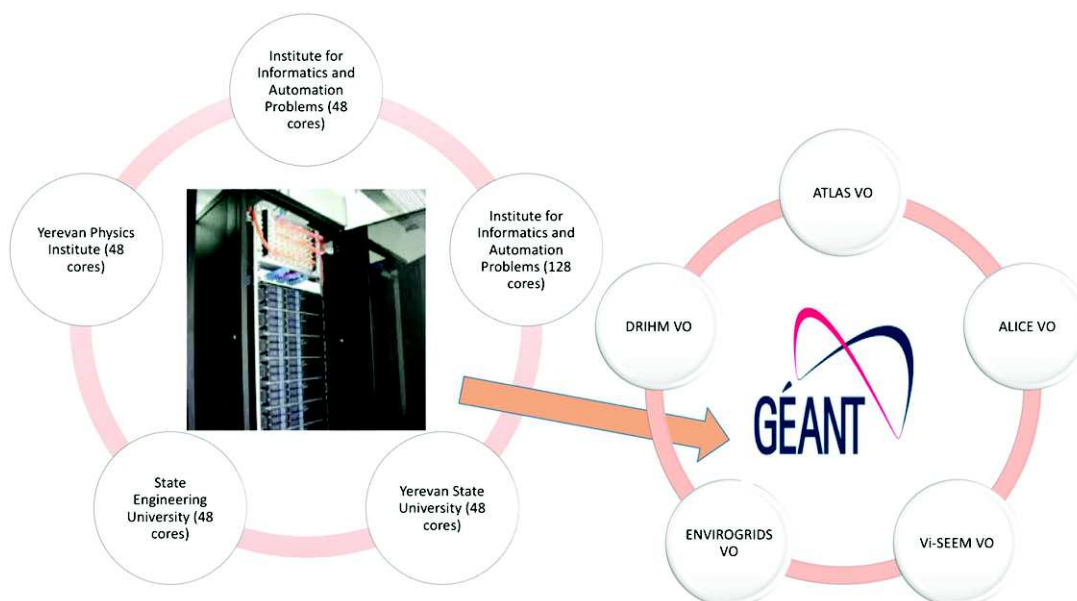 Institute for
Informatics and
Automation
Problems (48
cores)
Yerevan Physics
Institute (48
cores)
Institute for
Informatics and
Automation
Problems (128
cores)
State
Engineering
University (48
cores)
Yerevan State
University (48
cores)
ATLAS VO
DRIHM VO
ALICE VO
GÉANT
ENVIROGRIDS
VO
Vi-SEEM VO